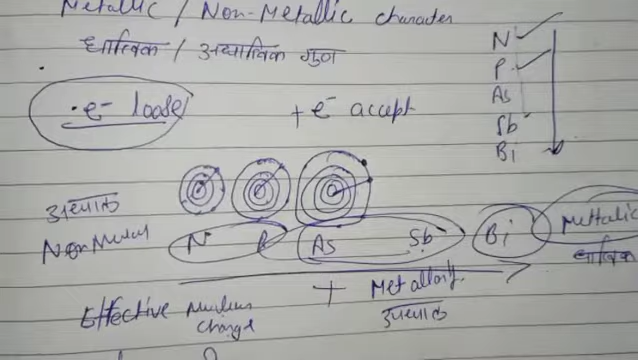 Metallic / Non-Metallic character
धात्विक / अधात्विक गुण
N
P
As
Sb
Bi
e- loose
+ e- accept
अधातु
Non Metal N P As Sb Bi Mettalic
धात्विक
+ Metalloid
उपधातु
Effective Nucleus
charge